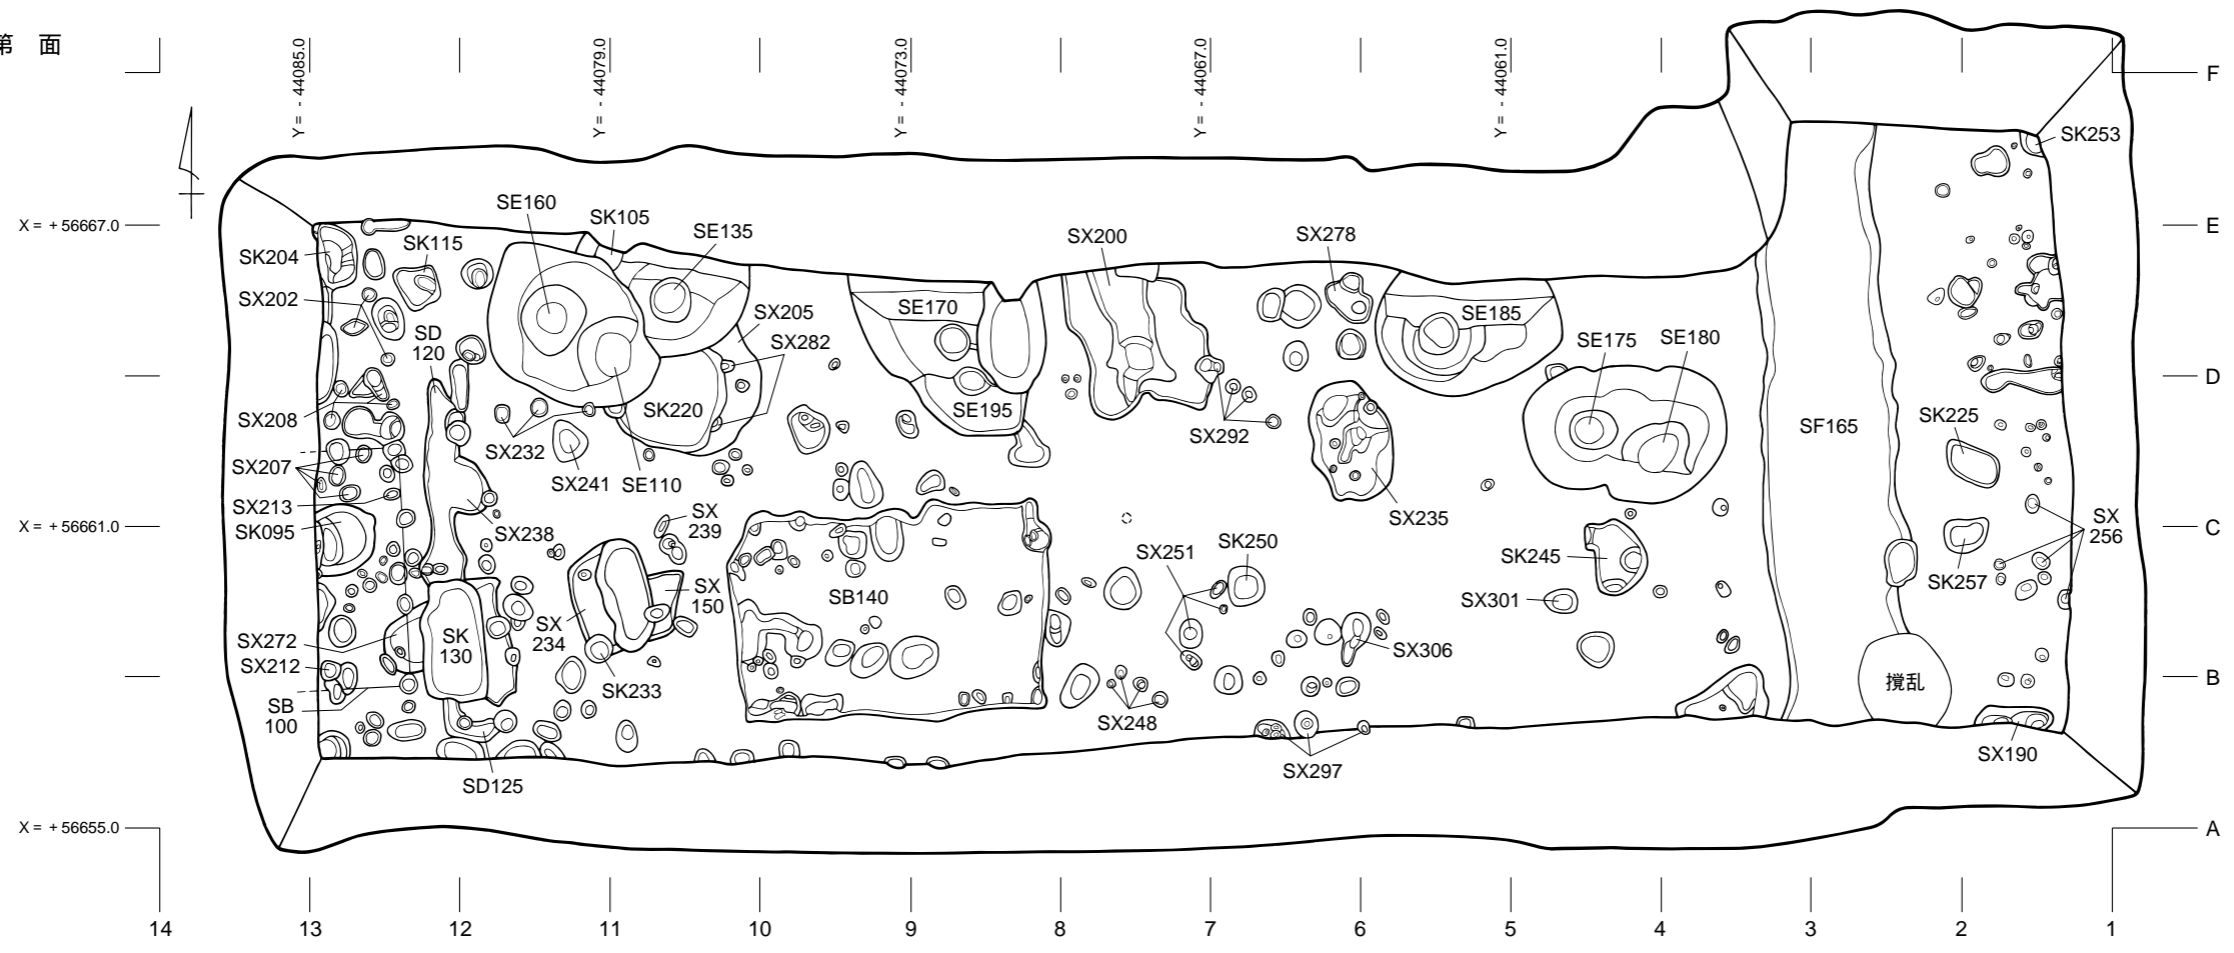 第 面
Y = - 44085.0
Y = - 44079.0
Y = - 44073.0
Y = - 44067.0
Y = - 44061.0
F
SK253
X = + 56667.0
E
SE160
SK105
SE135
SX200
SX278
SK204
SK115
SX202
SX205
SE170
SE185
SD
120
SX282
SE175
SE180
D
SX208
SK220
SE195
SX292
SF165
SK225
SX232
SX207
SX241
SE110
SX213
SX235
X = + 56661.0
SK095
SX238
SX
239
SX251
SK250
SK245
SX
256
C
SK257
SX
150
SB140
SX301
SX
234
SX272
SK
130
SX212
SX306
SK233
SB
100
SX248
撹乱
B
SD125
SX297
SX190
X = + 56655.0
A
14
13
12
11
10
9
8
7
6
5
4
3
2
1